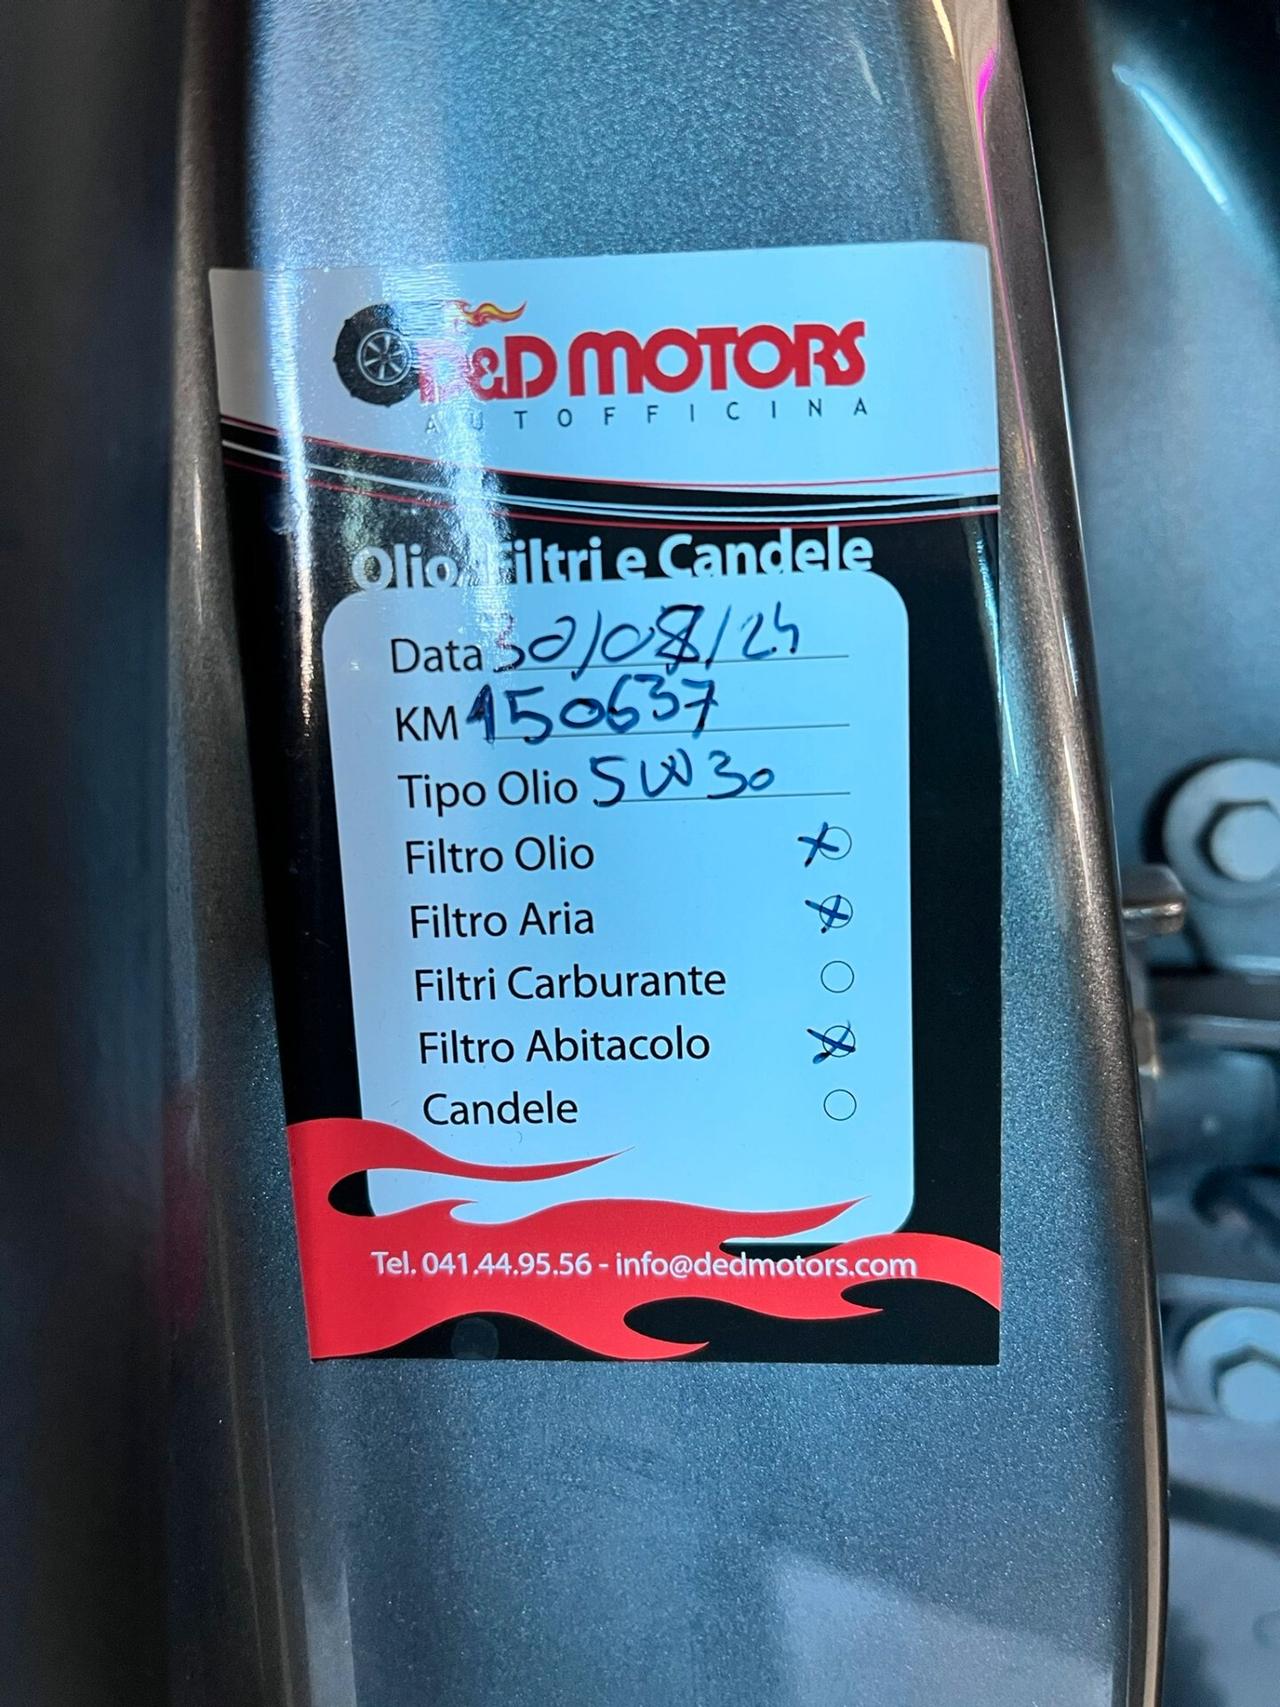 D&D MOTORS
AUTOFFICINA
Olio, Filtri e Candele
Data 30/08/24
KM 150637
Tipo Olio 5W30
Filtro Olio
Filtro Aria
Filtri Carburante
Filtro Abitacolo
Candele
Tel. 041.44.95.56 - info@dedmotors.com